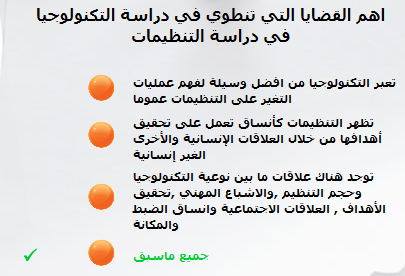 اهم القضايا التي تنطوي في دراسة التكنولوجيا
في دراسة التنظيمات
تعبر التكنولوجيا من افضل وسيلة لفهم عمليات
التغير على التنظيمات عموما
تظهر التنظيمات كأنساق تعمل على تحقيق
أهدافها من خلال العلاقات الإنسانية والأخرى
الغير إنسانية
توجد هناك علاقات ما بين نوعية التكنولوجيا
وحجم التنظيم ,والاشباع المهني ,تحقيق
الأهداف , العلاقات الاجتماعية وانساق الضبط
والمكانة
جميع ماسبق